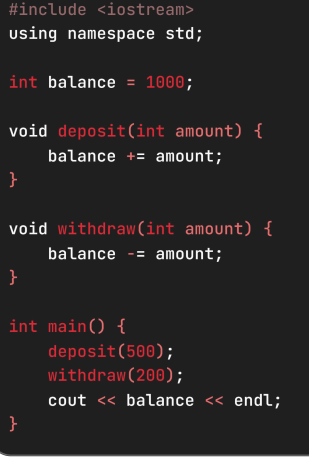 #include <iostream>
using namespace std;
int balance = 1000;
void deposit(int amount) {
balance += amount;
}
void withdraw(int amount) {
balance -= amount;
}
int main() {
deposit(500);
withdraw(200);
cout << balance << endl;
}